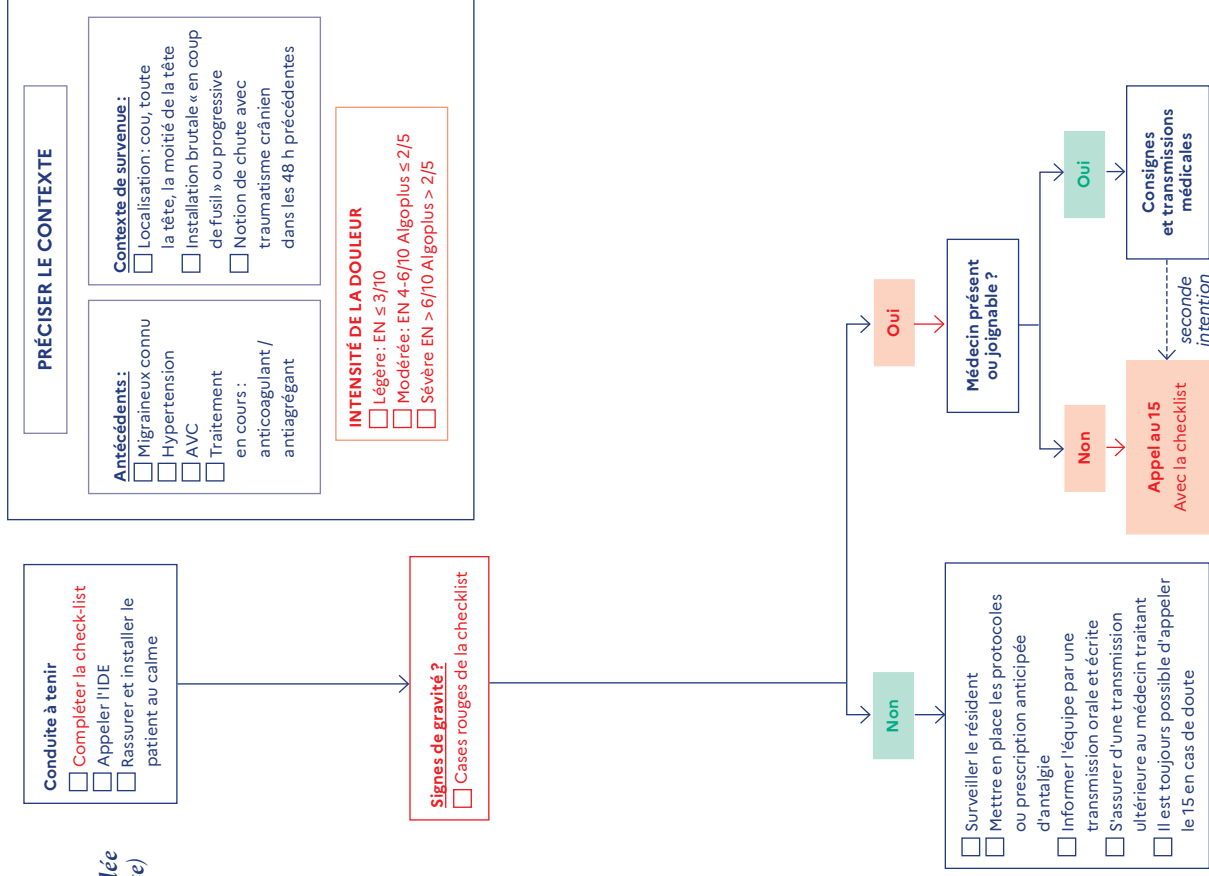 lée
e)
Conduite à tenir
Compléter la check-list
Appeler l'IDE
Rassurer et installer le
patient au calme
PRÉCISER LE CONTEXTE
Antécédents :
Migraineux connu
Hypertension
AVC
Traitement
en cours :
anticoagulant /
antiagrégant
Contexte de survenue :
Localisation : cou, toute
la tête, la moitié de la tête
Installation brutale « en coup
de fusil » ou progressive
Notion de chute avec
traumatisme crânien
dans les 48 h précédentes
INTENSITÉ DE LA DOULEUR
Légère : EN ≤ 3/10
Modérée : EN 4-6/10 Algoplus ≤ 2/5
Sévère EN > 6/10 Algoplus > 2/5
Signes de gravité ?
Cases rouges de la checklist
Non
Surveiller le résident
Mettre en place les protocoles
ou prescription anticipée
d'antalgie
Informer l'équipe par une
transmission orale et écrite
S'assurer d'une transmission
ultérieure au médecin traitant
Il est toujours possible d'appeler
le 15 en cas de doute
Oui
Médecin présent
ou joignable ?
Non
Appel au 15
Avec la checklist
Oui
Consignes
et transmissions
médicales
seconde
intention